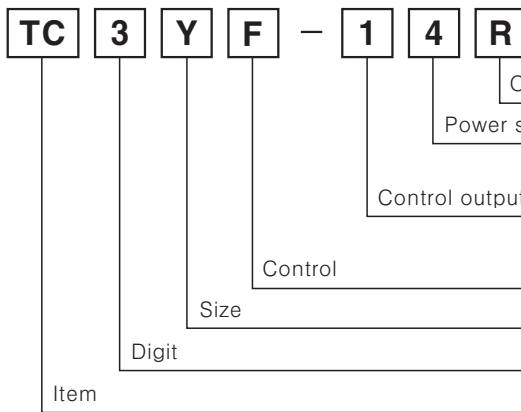 TC 3 Y F - 1 4 R
Power
Control output
Control
Size
Digit
Item